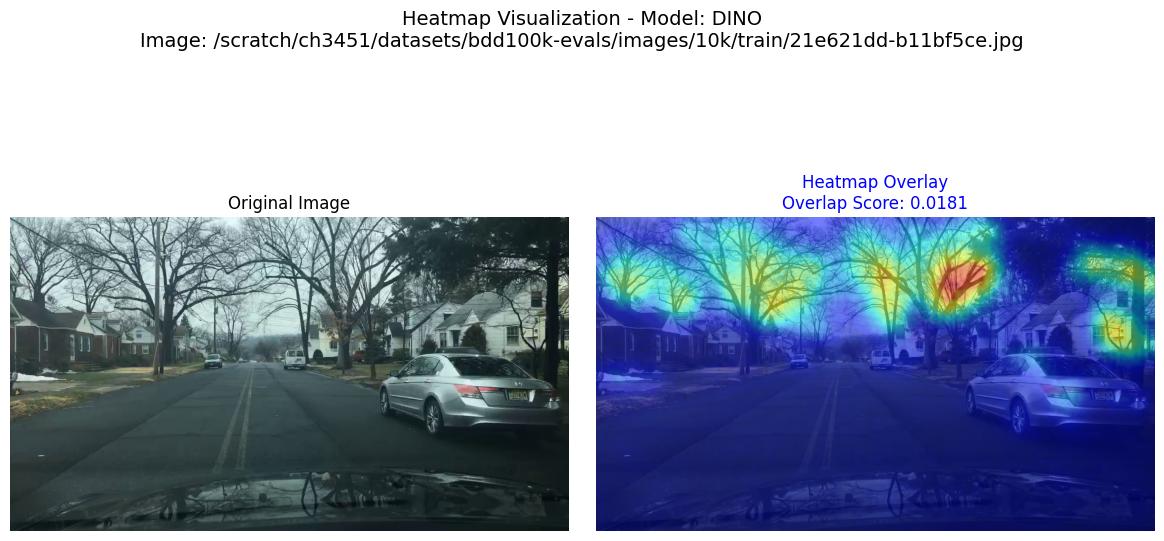 Heatmap Visualization - Model: DINO
Image: /scratch/ch3451/datasets/bdd100k-evals/images/10k/train/21e621dd-b11bf5ce.jpg
Original Image
Heatmap Overlay
Overlap Score: 0.0181